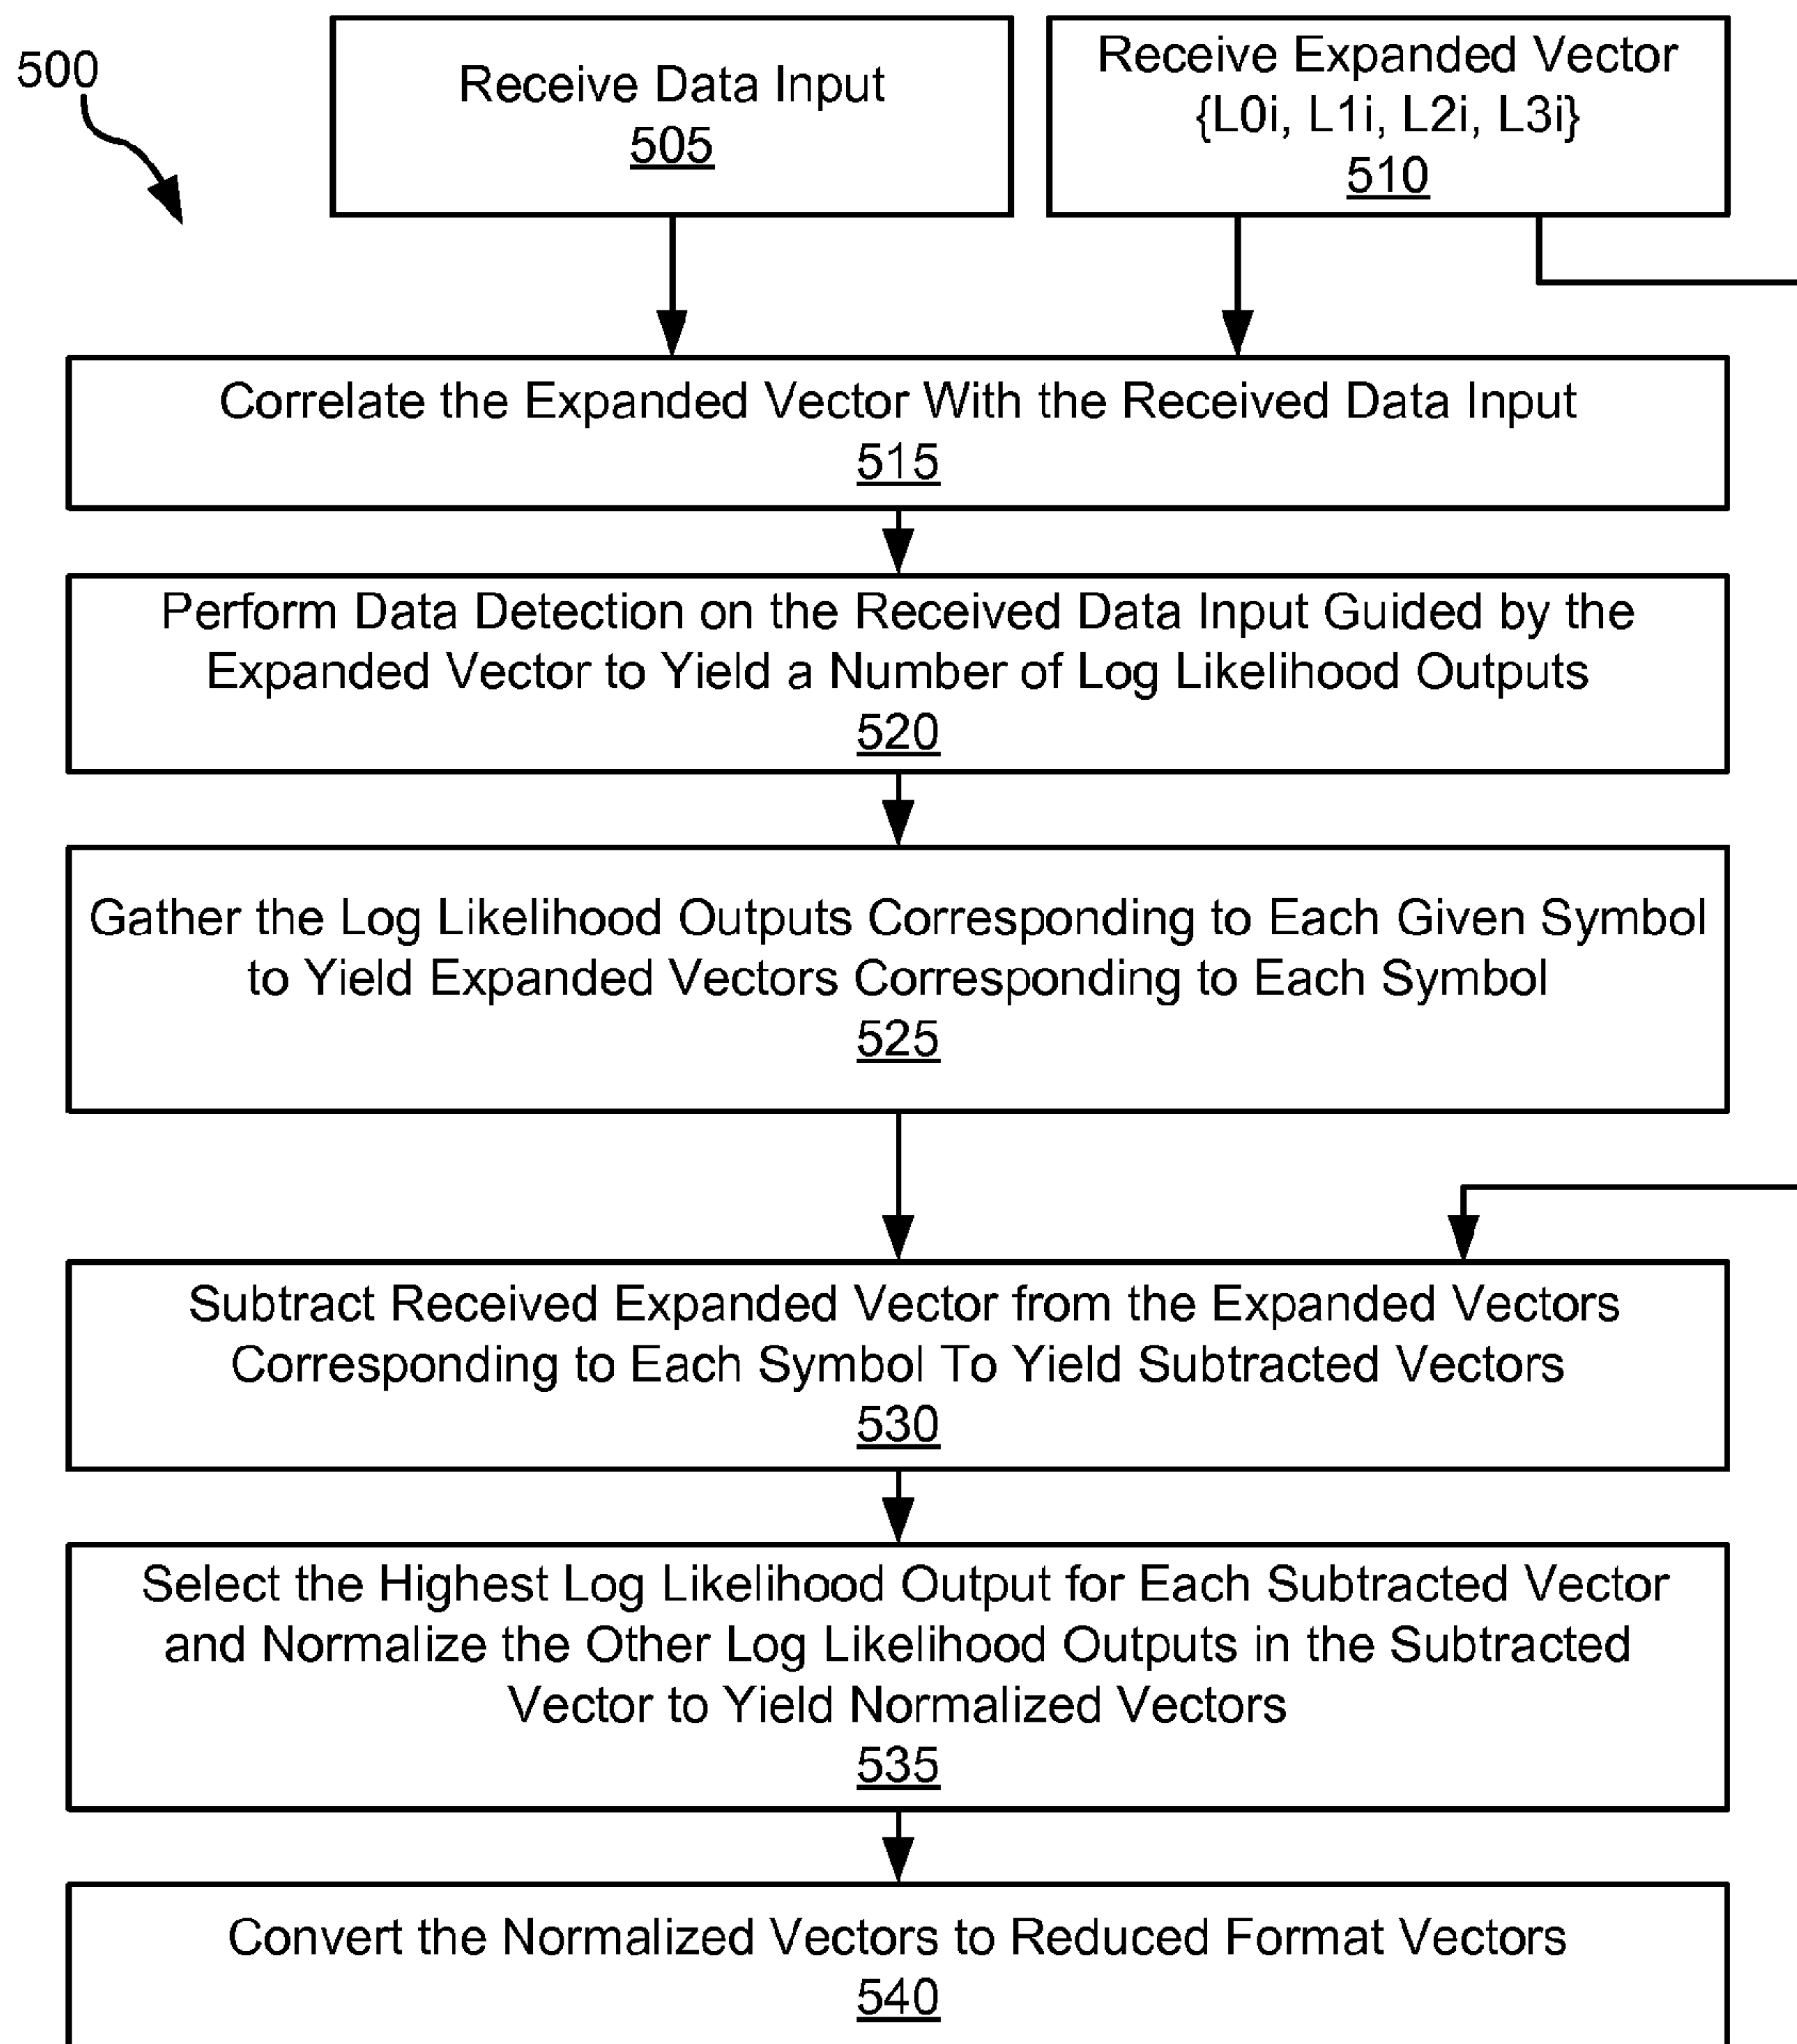 500
Receive Data Input
505
Receive Expanded Vector
{L0i, L1i, L2i, L3i}
510
Correlate the Expanded Vector With the Received Data Input
515
Perform Data Detection on the Received Data Input Guided by the
Expanded Vector to Yield a Number of Log Likelihood Outputs
520
Gather the Log Likelihood Outputs Corresponding to Each Given Symbol
to Yield Expanded Vectors Corresponding to Each Symbol
525
Subtract Received Expanded Vector from the Expanded Vectors
Corresponding to Each Symbol To Yield Subtracted Vectors
530
Select the Highest Log Likelihood Output for Each Subtracted Vector
and Normalize the Other Log Likelihood Outputs in the Subtracted
Vector to Yield Normalized Vectors
535
Convert the Normalized Vectors to Reduced Format Vectors
540